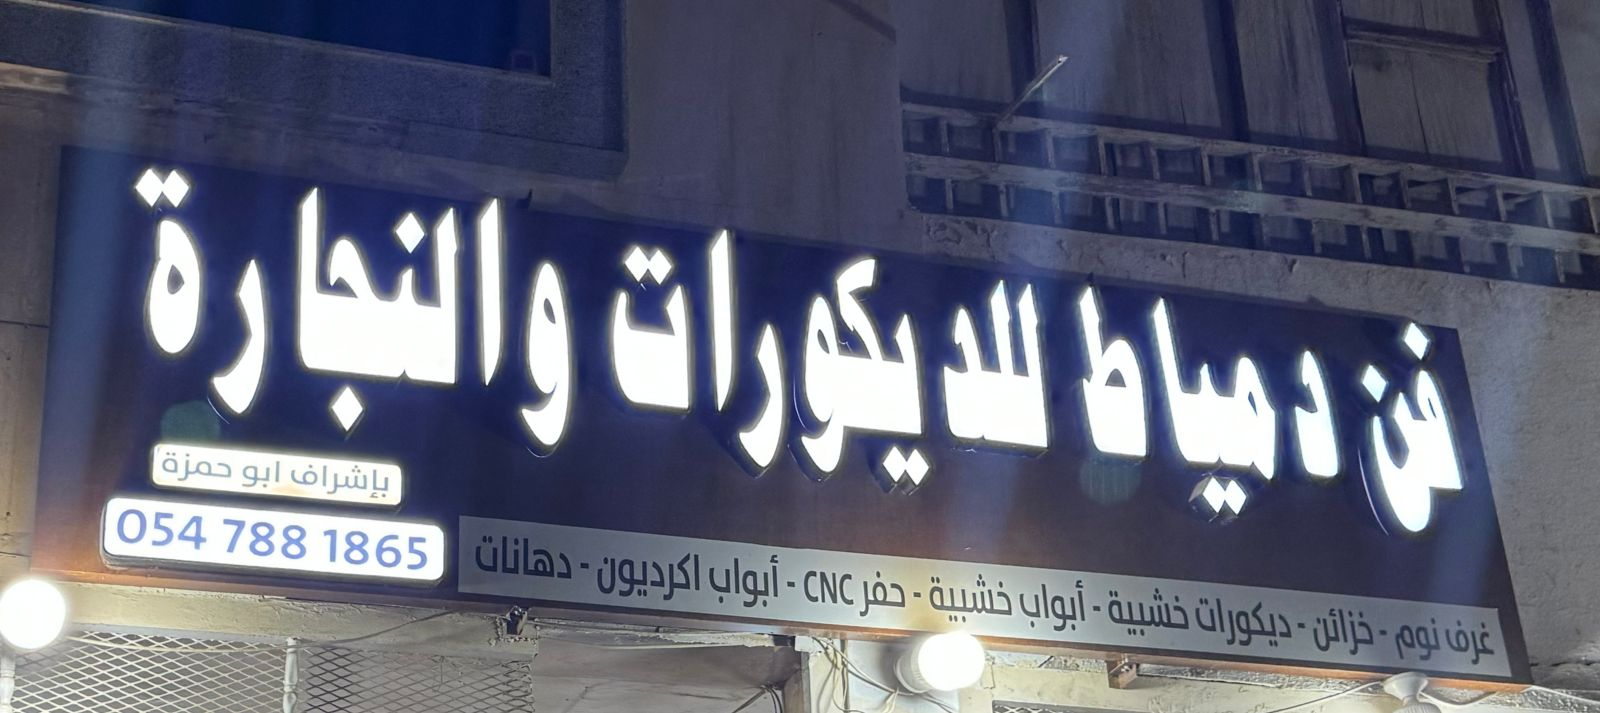 فن دمياط للديكورات والنجارة
بإشراف ابو حمزة
054 788 1865
غرف نوم - خزائن - ديكورات خشبية - أبواب خشبية - حفر CNC - أبواب اكرديون - دهانات